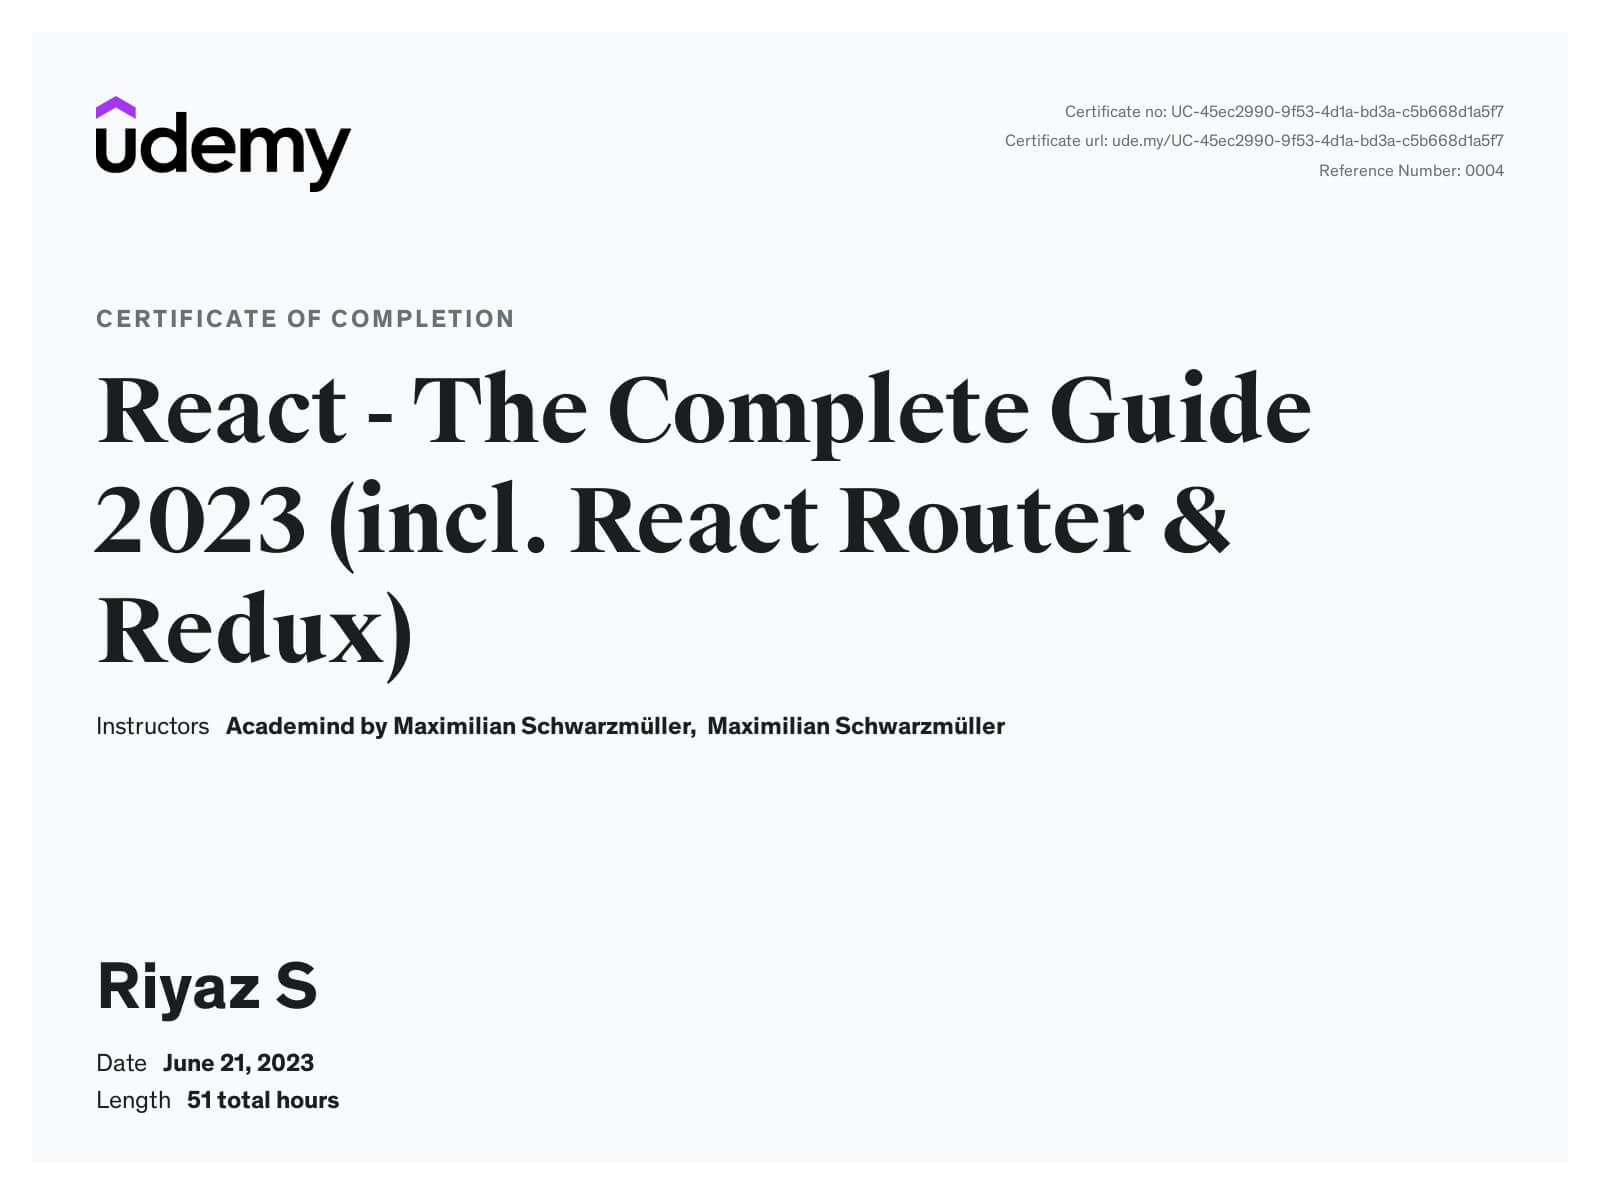 udemy
Certificate no: UC-45ec2990-9f53-4d1a-bd3a-c5b668d1a5f7
Certificate url: ude.my/UC-45ec2990-9f53-4d1a-bd3a-c5b668d1a5f7
Reference Number: 0004
CERTIFICATE OF COMPLETION
React - The Complete Guide
2023 (incl. React Router &
Redux)
Instructors Academind by Maximilian Schwarzmüller, Maximilian Schwarzmüller
Riyaz S
Date June 21, 2023
Length 51 total hours